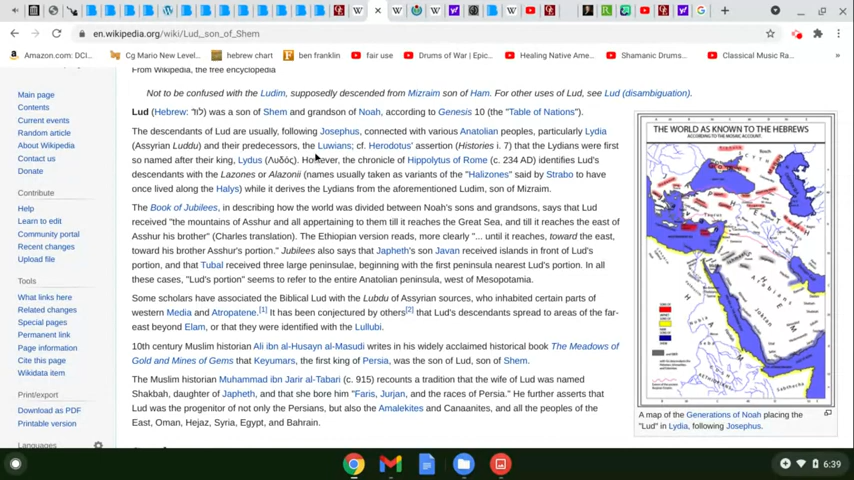 en.wikipedia.org/wiki/Lud_son_of_Shem
Amazon.com: DCI...
Cg Mario New Level...
hebrew chart
ben franklin
fair use
Drums of War | Epic...
Healing Native Ame...
Shamanic Drums...
Classical Music Ra...
From Wikipedia, the free encyclopedia
Not to be confused with the Ludim, supposedly descended from Mizraim son of Ham. For other uses of Lud, see Lud (disambiguation).
Main page
Contents
Current events
Random article
About Wikipedia
Contact us
Donate
Contribute
Help
Learn to edit
Community portal
Recent changes
Upload file
Tools
What links here
Related changes
Special pages
Permanent link
Page information
Cite this page
Wikidata item
Print/export
Download as PDF
Printable version
Languages
Lud (Hebrew: לוּד) was a son of Shem and grandson of Noah, according to Genesis 10 (the "Table of Nations").
The descendants of Lud are usually, following Josephus, connected with various Anatolian peoples, particularly Lydia
(Assyrian Luddu) and their predecessors, the Luwians; cf. Herodotus' assertion (Histories i. 7) that the Lydians were first
so named after their king, Lydus (Λυδός). However, the chronicle of Hippolytus of Rome (c. 234 AD) identifies Lud's
descendants with the Lazones or Alazonii (names usually taken as variants of the "Halizones" said by Strabo to have
once lived along the Halys) while it derives the Lydians from the aforementioned Ludim, son of Mizraim.
The Book of Jubilees, in describing how the world was divided between Noah's sons and grandsons, says that Lud
received "the mountains of Asshur and all appertaining to them till it reaches the Great Sea, and till it reaches the east of
Asshur his brother" (Charles translation). The Ethiopian version reads, more clearly "... until it reaches, toward the east,
toward his brother Asshur's portion." Jubilees also says that Japheth's son Javan received islands in front of Lud's
portion, and that Tubal received three large peninsulae, beginning with the first peninsula nearest Lud's portion. In all
these cases, "Lud's portion" seems to refer to the entire Anatolian peninsula, west of Mesopotamia.
Some scholars have associated the Biblical Lud with the Lubdu of Assyrian sources, who inhabited certain parts of
western Media and Atropatene.[1] It has been conjectured by others[2] that Lud's descendants spread to areas of the far-
east beyond Elam, or that they were identified with the Lullubi.
10th century Muslim historian Ali ibn al-Husayn al-Masudi writes in his widely acclaimed historical book The Meadows of
Gold and Mines of Gems that Keyumars, the first king of Persia, was the son of Lud, son of Shem.
The Muslim historian Muhammad ibn Jarir al-Tabari (c. 915) recounts a tradition that the wife of Lud was named
Shakbah, daughter of Japheth, and that she bore him "Faris, Jurjan, and the races of Persia." He further asserts that
Lud was the progenitor of not only the Persians, but also the Amalekites and Canaanites, and all the peoples of the
East, Oman, Hejaz, Syria, Egypt, and Bahrain.
THE WORLD AS KNOWN TO THE HEBREWS
ACCORDING TO THE MOSAIC ACCOUNT
A map of the Generations of Noah placing the
"Lud" in Lydia, following Josephus.
6:39